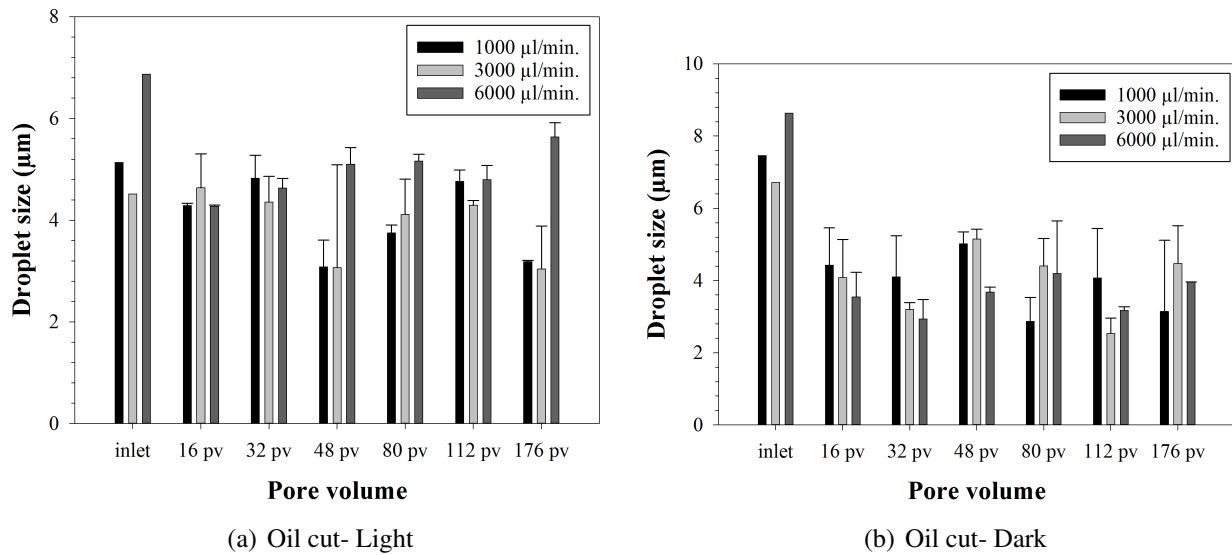 8
6
4
2
0
Droplet size (µm)
1000 µl/min.
3000 µl/min.
6000 µl/min.
inlet 16 pv 32 pv 48 pv 80 pv 112 pv 176 pv
Pore volume
(a) Oil cut- Light
10
8
6
4
2
0
Droplet size (µm)
1000 µl/min.
3000 µl/min.
6000 µl/min.
inlet 16 pv 32 pv 48 pv 80 pv 112 pv 176 pv
Pore volume
(b) Oil cut- Dark